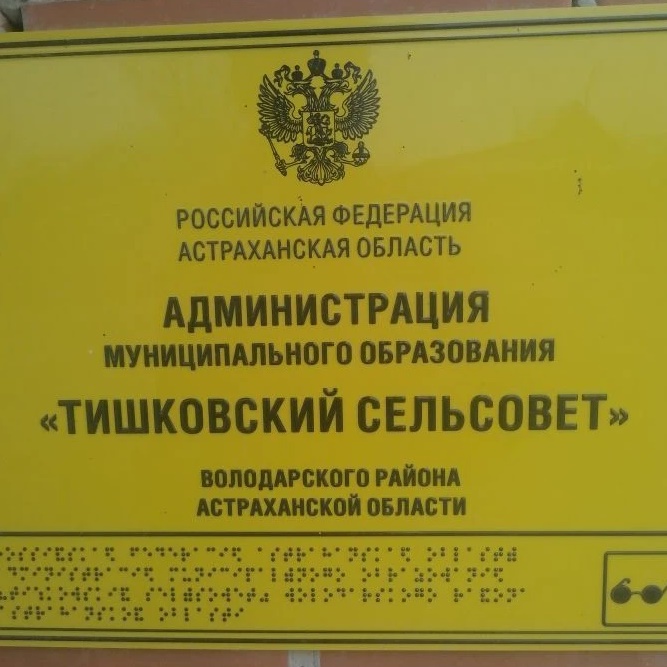 РОССИЙСКАЯ ФЕДЕРАЦИЯ
АСТРАХАНСКАЯ ОБЛАСТЬ
АДМИНИСТРАЦИЯ
МУНИЦИПАЛЬНОГО ОБРАЗОВАНИЯ
«ТИШКОВСКИЙ СЕЛЬСОВЕТ»
ВОЛОДАРСКОГО РАЙОНА
АСТРАХАНСКОЙ ОБЛАСТИ